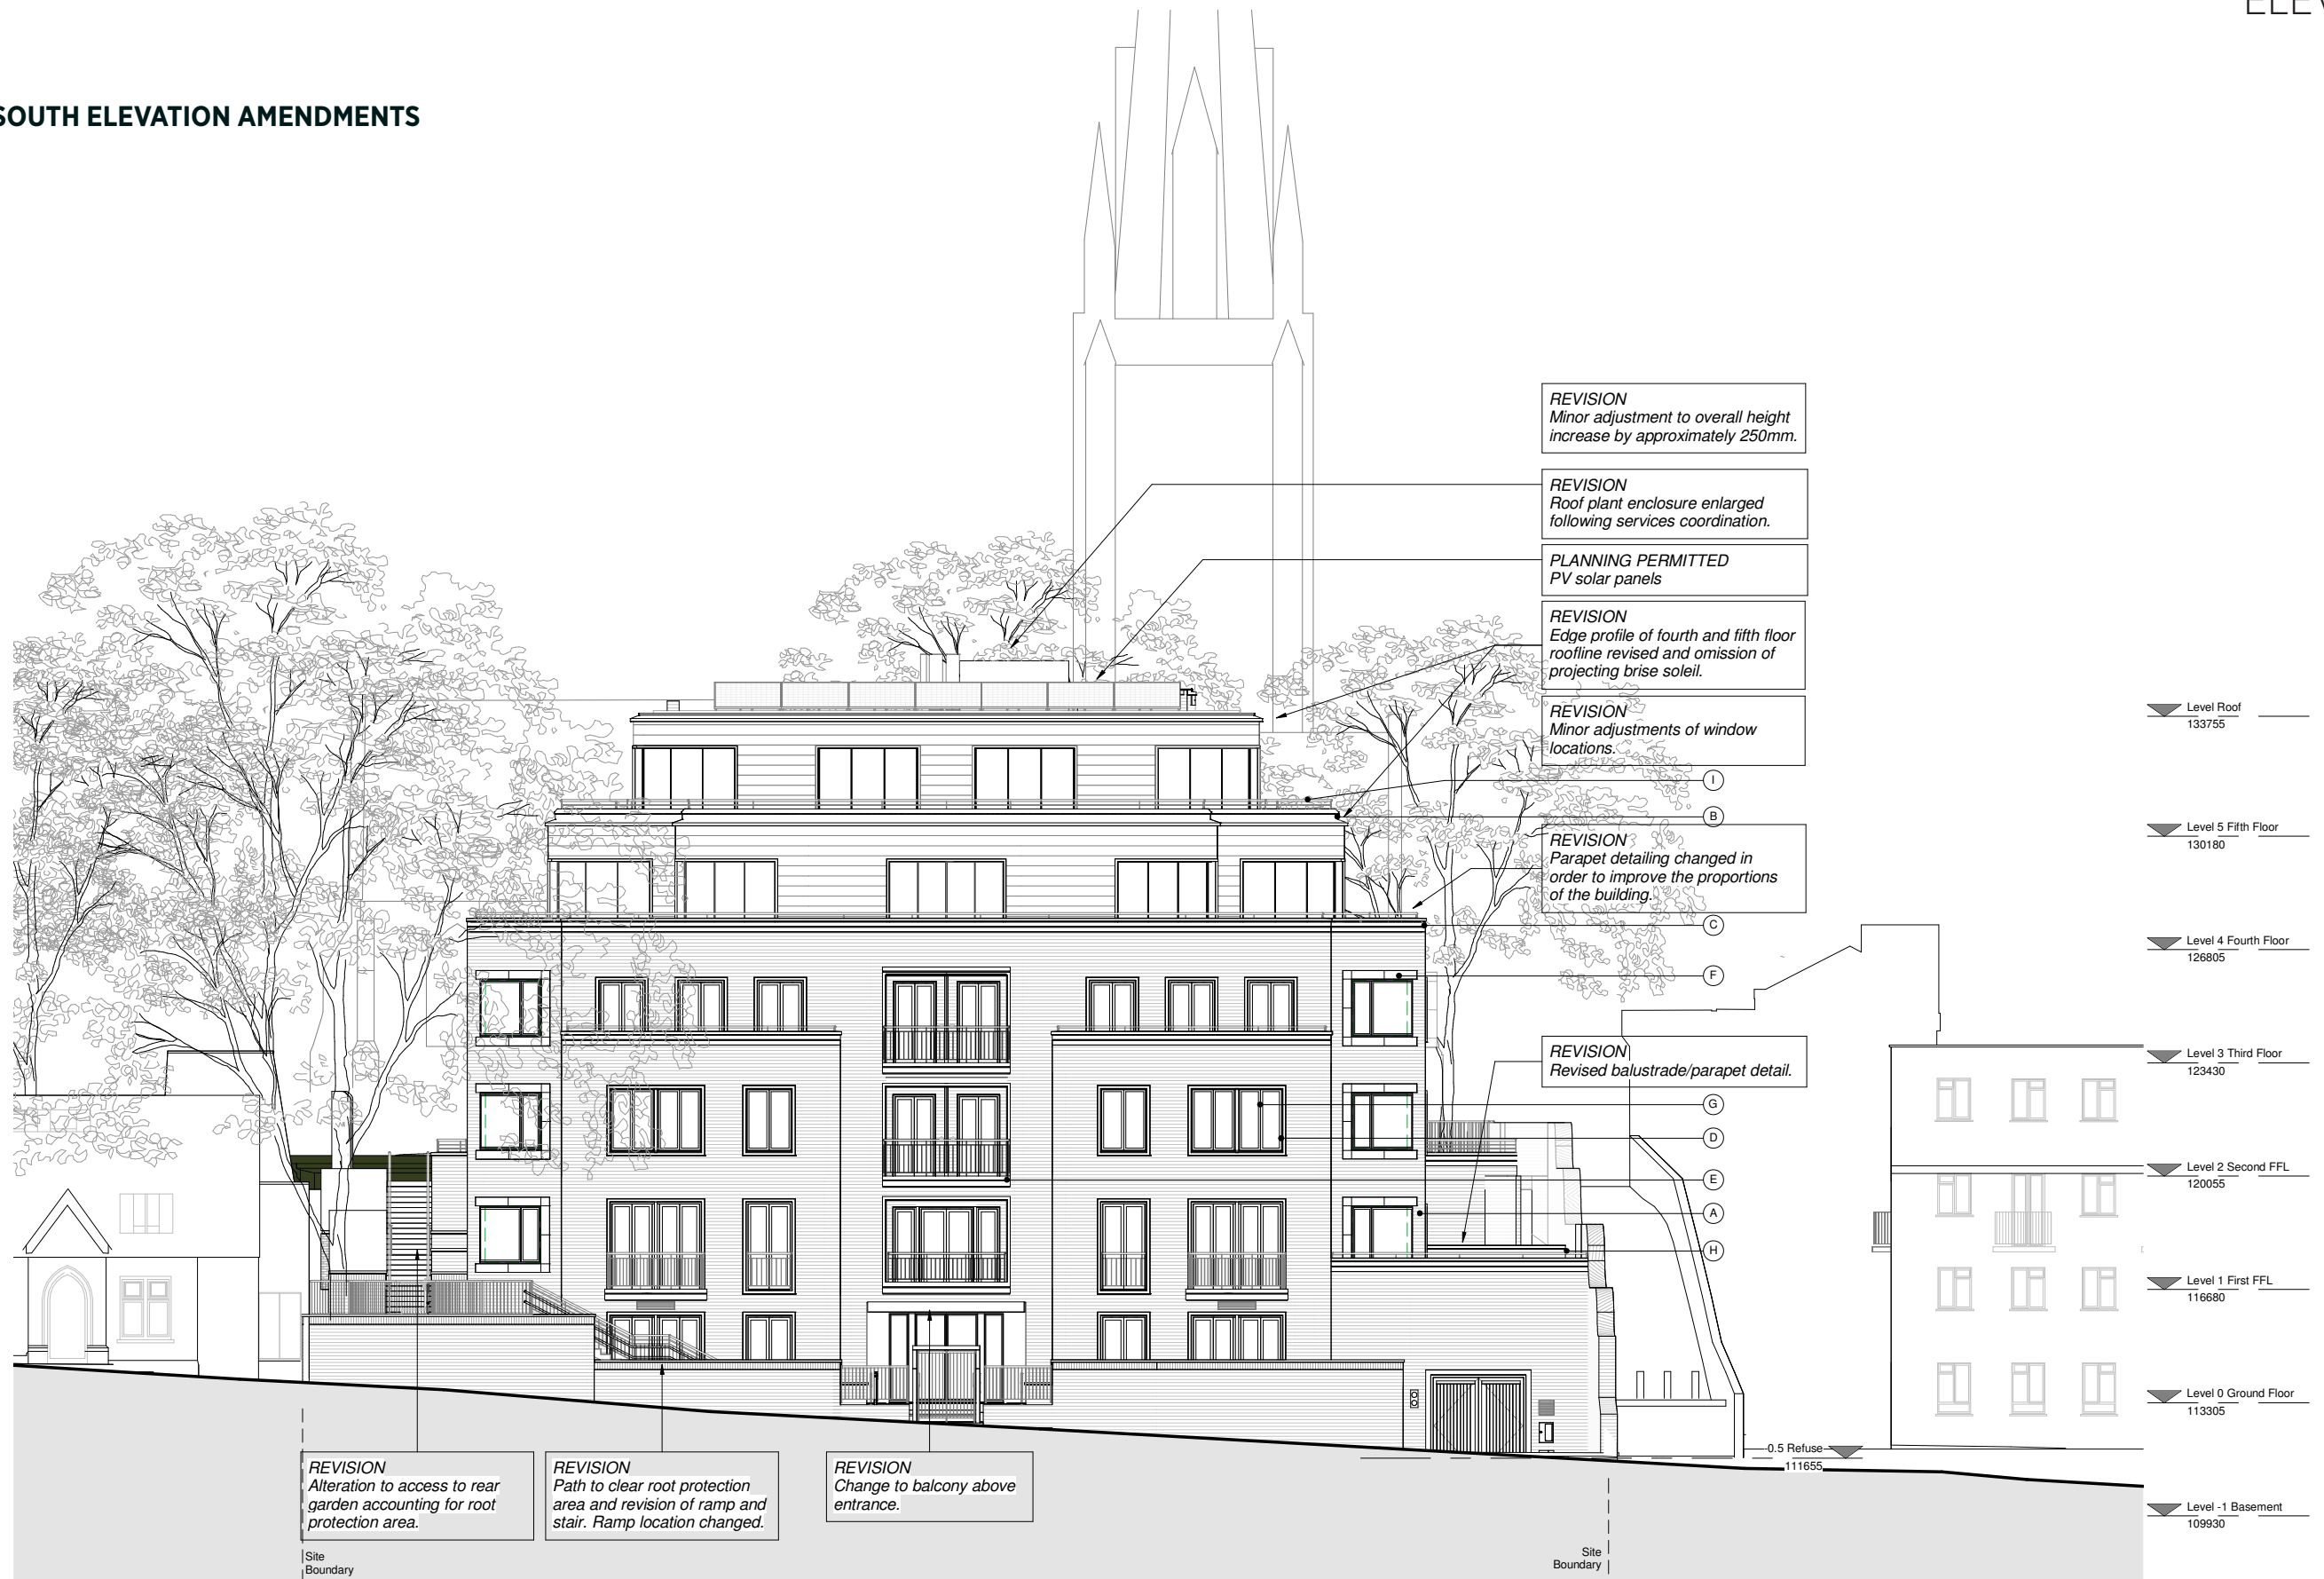 SOUTH ELEVATION AMENDMENTS
REVISION
Minor adjustment to overall height
increase by approximately 250mm.
REVISION
Roof plant enclosure enlarged
following services coordination.
PLANNING PERMITTED
PV solar panels
REVISION
Edge profile of fourth and fifth floor
roofline revised and omission of
projecting brise soleil.
REVISION
Minor adjustments of window
locations.
I
B
REVISION
Parapet detailing changed in
order to improve the proportions
of the building.
C
F
REVISION
Revised balustrade/parapet detail.
G
D
E
A
H
Level Roof
133755
Level 5 Fifth Floor
130180
Level 4 Fourth Floor
126805
Level 3 Third Floor
123430
Level 2 Second FFL
120055
Level 1 First FFL
116680
Level 0 Ground Floor
113305
-0.5 Refuse
111655
Level -1 Basement
109930
REVISION
Alteration to access to rear
garden accounting for root
protection area.
REVISION
Path to clear root protection
area and revision of ramp and
stair. Ramp location changed.
REVISION
Change to balcony above
entrance.
Site
Boundary
Site
Boundary